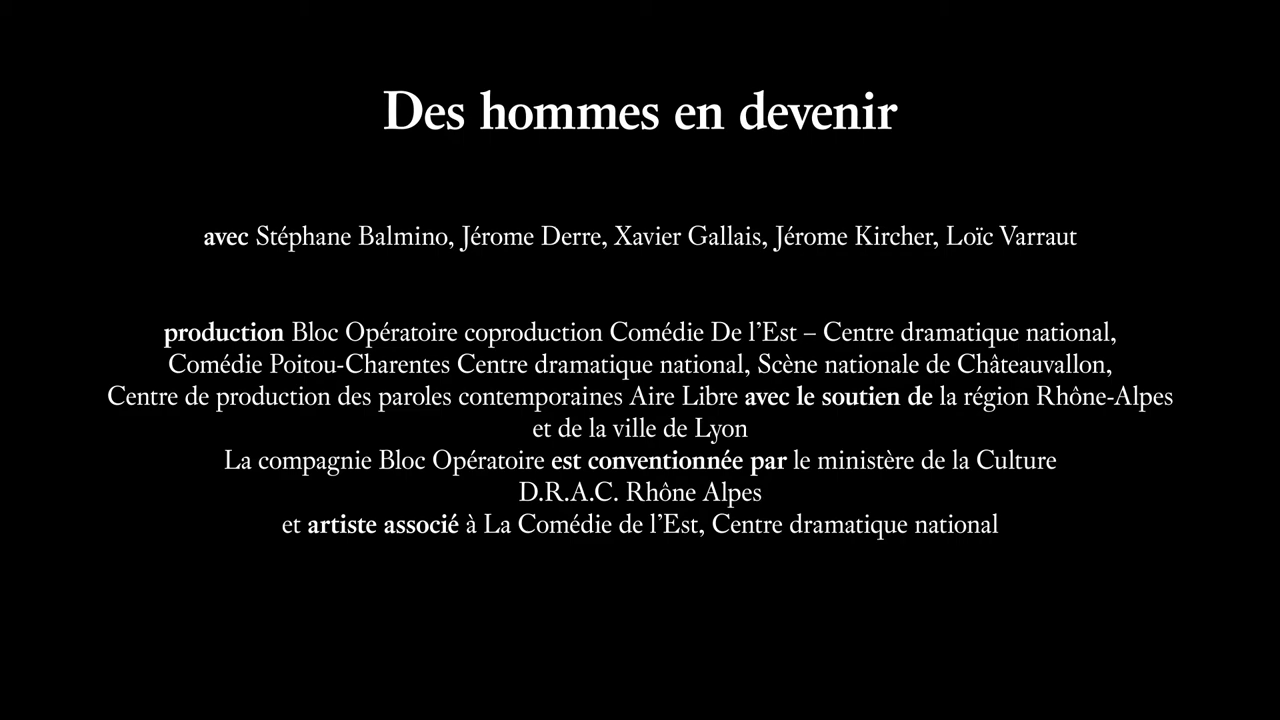 Des hommes en devenir
avec Stéphane Balmino, Jérome Derre, Xavier Gallais, Jérome Kircher, Loïc Varraut
production Bloc Opératoire coproduction Comédie De l’Est – Centre dramatique national,
Comédie Poitou-Charentes Centre dramatique national, Scène nationale de Châteauvallon,
Centre de production des paroles contemporaines Aire Libre avec le soutien de la région Rhône-Alpes
et de la ville de Lyon
La compagnie Bloc Opératoire est conventionnée par le ministère de la Culture
D.R.A.C. Rhône Alpes
et artiste associé à La Comédie de l’Est, Centre dramatique national